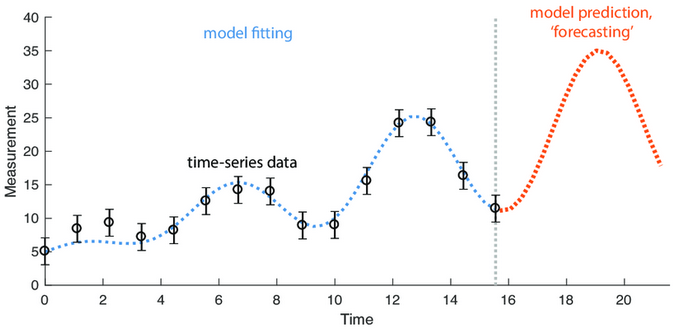 model fitting
model prediction,
'forecasting'
time-series data
Measurement
40
35
30
25
20
15
10
5
0
0 2 4 6 8 10 12 14 16 18 20
Time